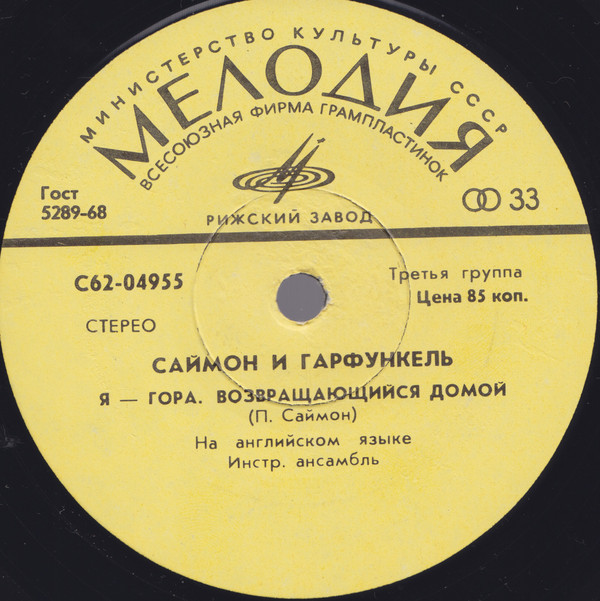 МИНИСТЕРСТВО КУЛЬТУРЫ СССР
МЕЛОДИЯ
ВСЕСОЮЗНАЯ ФИРМА ГРАМПЛАСТИНОК
Гост
5289-68
РИЖСКИЙ ЗАВОД
33
С62-04955
Третья группа
Цена 85 коп.
СТЕРЕО
САЙМОН И ГАРФУНКЕЛЬ
Я — ГОРА. ВОЗВРАЩАЮЩИЙСЯ ДОМОЙ
(П. Саймон)
На английском языке
Инстр. ансамбль